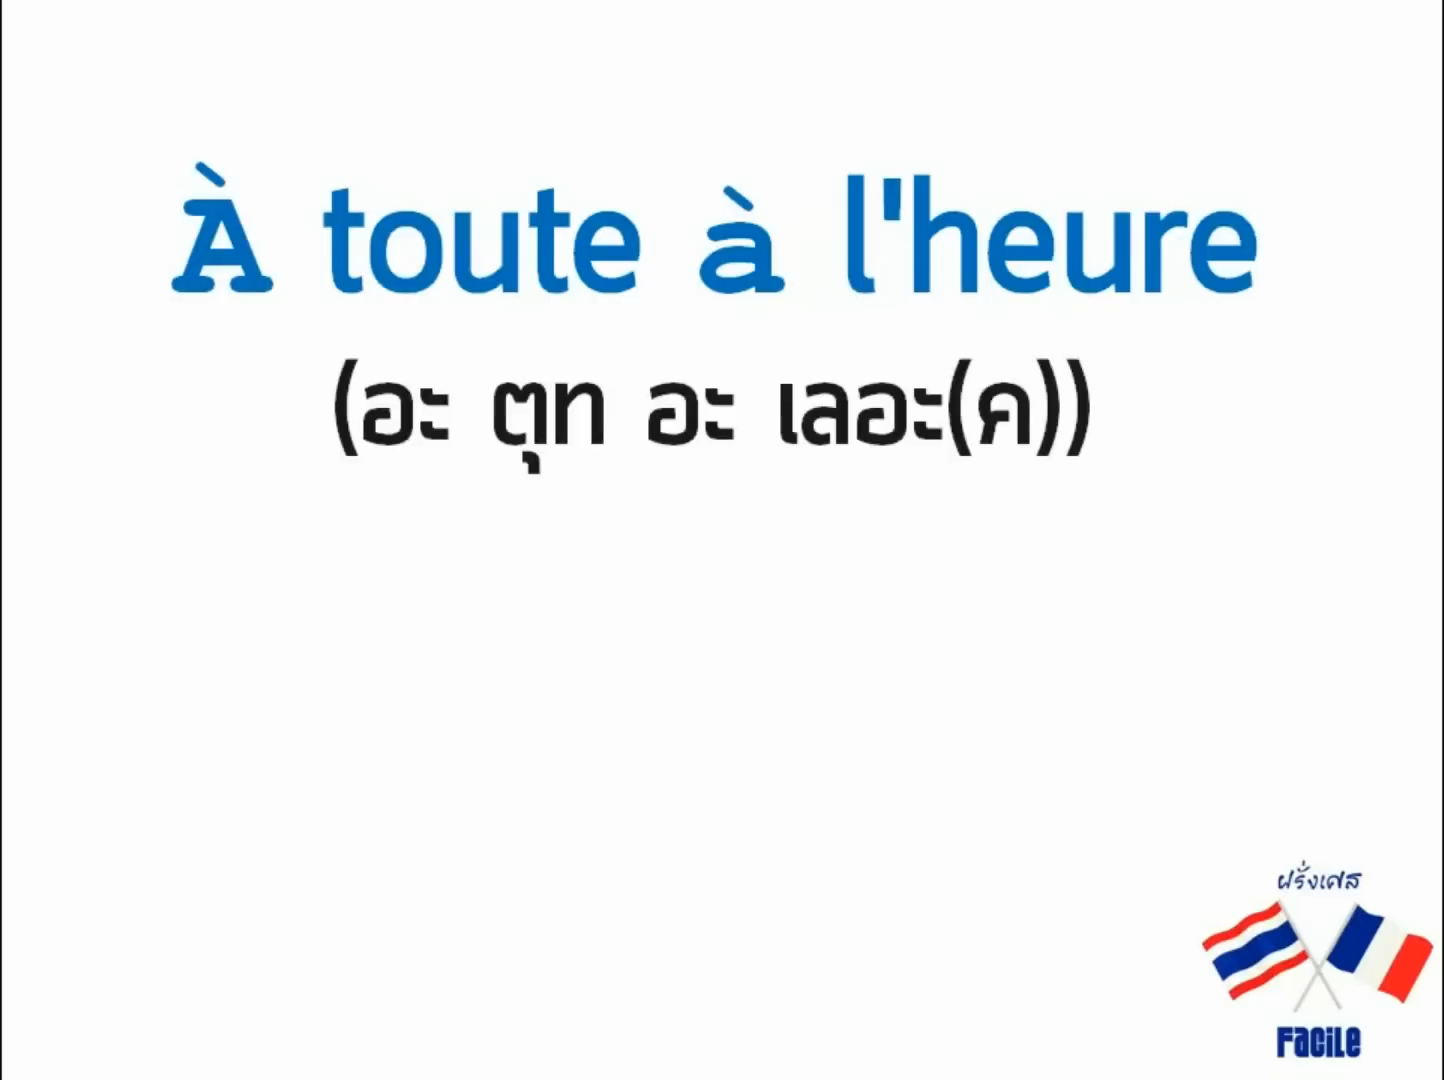 À toute à l'heure
(อะ ตุท อะ เลอะ(ค))
ฝรั่งเศส
FACILE